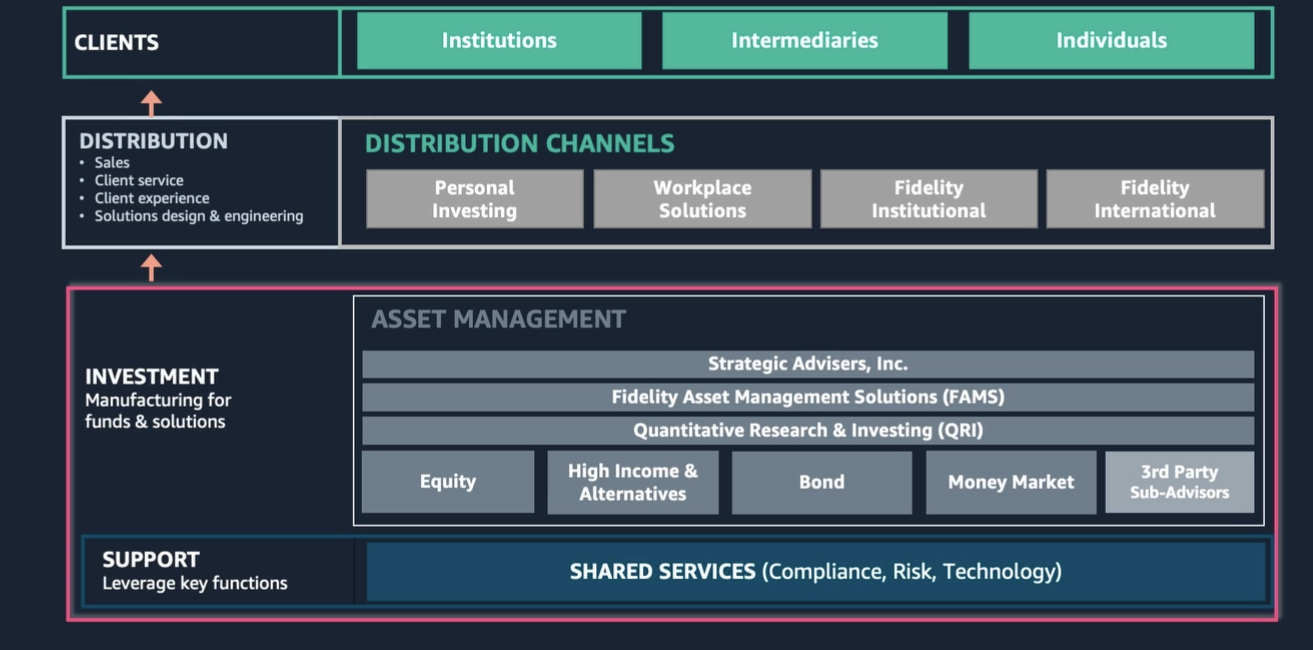 CLIENTS
Institutions
Intermediaries
Individuals
DISTRIBUTION
• Sales
• Client service
• Client experience
• Solutions design & engineering
DISTRIBUTION CHANNELS
Personal
Investing
Workplace
Solutions
Fidelity
Institutional
Fidelity
International
INVESTMENT
Manufacturing for
funds & solutions
ASSET MANAGEMENT
Strategic Advisers, Inc.
Fidelity Asset Management Solutions (FAMS)
Quantitative Research & Investing (QRI)
Equity
High Income &
Alternatives
Bond
Money Market
3rd Party
Sub-Advisors
SUPPORT
Leverage key functions
SHARED SERVICES (Compliance, Risk, Technology)